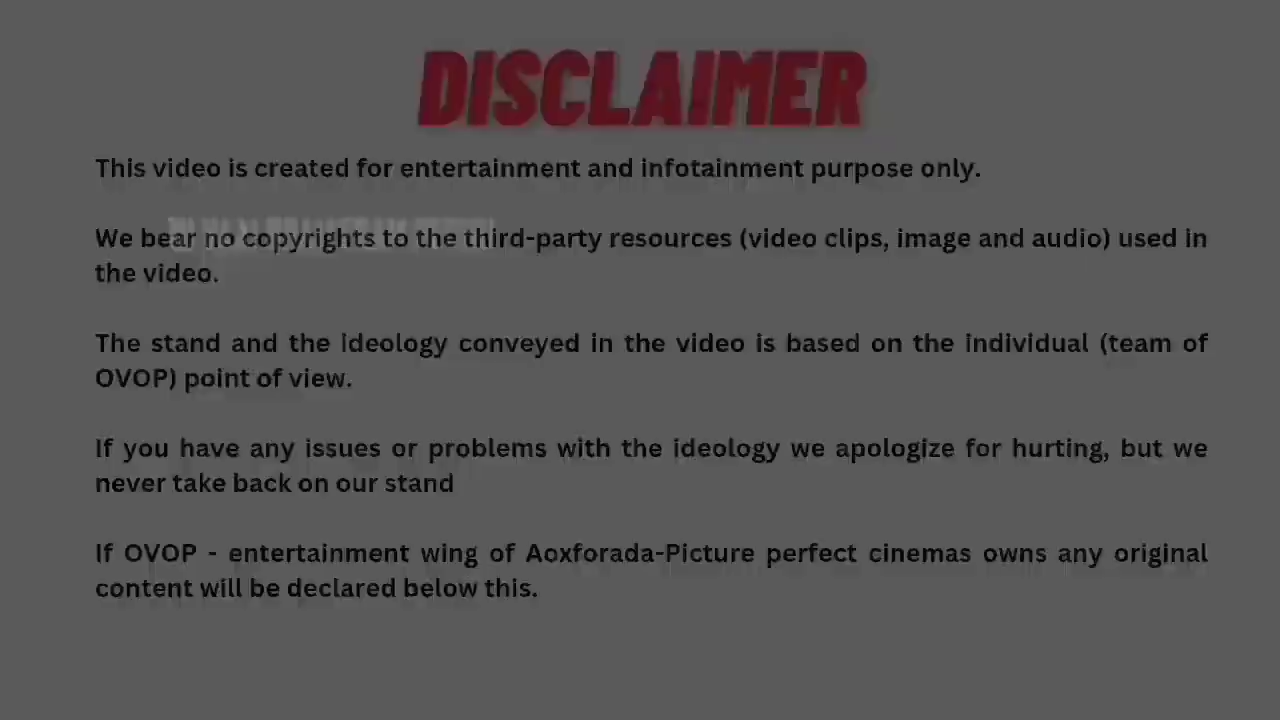 DISCLAIMER
This video is created for entertainment and infotainment purpose only.
We bear no copyrights to the third-party resources (video clips, image and audio) used in
the video.
The stand and the ideology conveyed in the video is based on the individual (team of
OVOP) point of view.
If you have any issues or problems with the ideology we apologize for hurting, but we
never take back on our stand
If OVOP - entertainment wing of Aoxforada-Picture perfect cinemas owns any original
content will be declared below this.